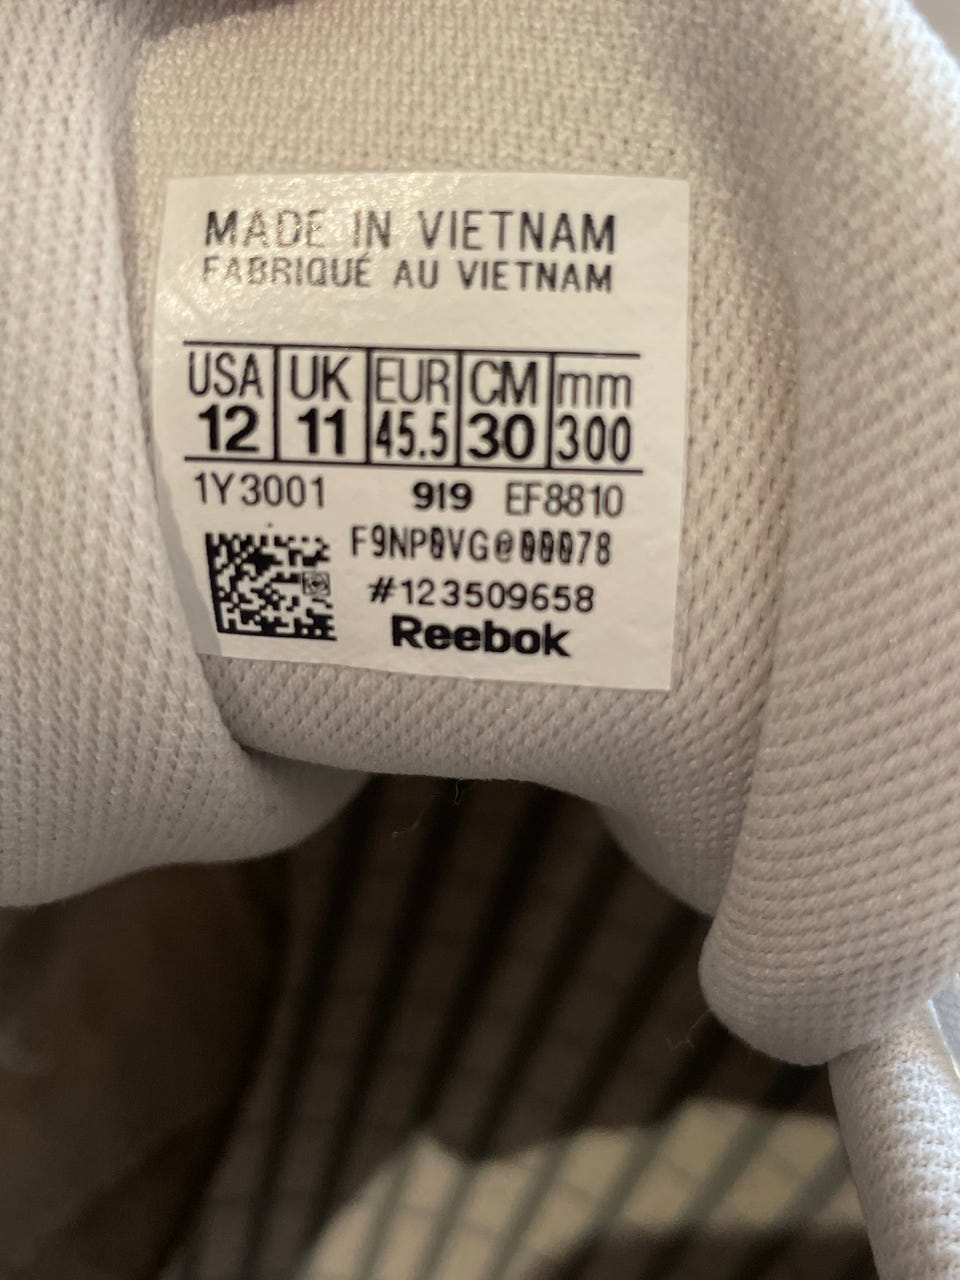 MADE IN VIETNAM
FABRIQUÉ AU VIETNAM
USA UK EUR CM mm
12 11 45.5 30 300
1Y3001 919 EF8810
F9NP0VG@00078
#123509658
Reebok